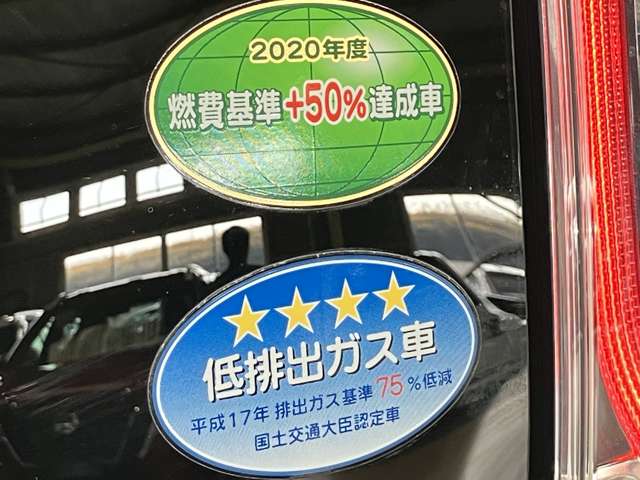 2020年度
燃費基準+50%達成車
低排出ガス車
平成17年 排出ガス基準 75 %低減
国土交通大臣認定車